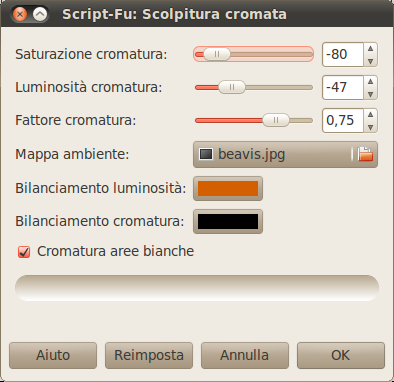 Script-Fu: Scolpitura cromata
Saturazione cromatura: -80
Luminosità cromatura: -47
Fattore cromatura: 0,75
Mappa ambiente: beavis.jpg
Bilanciamento luminosità:
Bilanciamento cromatura:
Cromatura aree bianche
Aiuto Reimposta Annulla OK